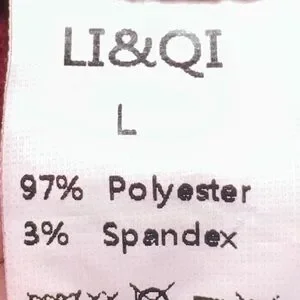 LI&QI
L
97% Polyester
3% Spandex